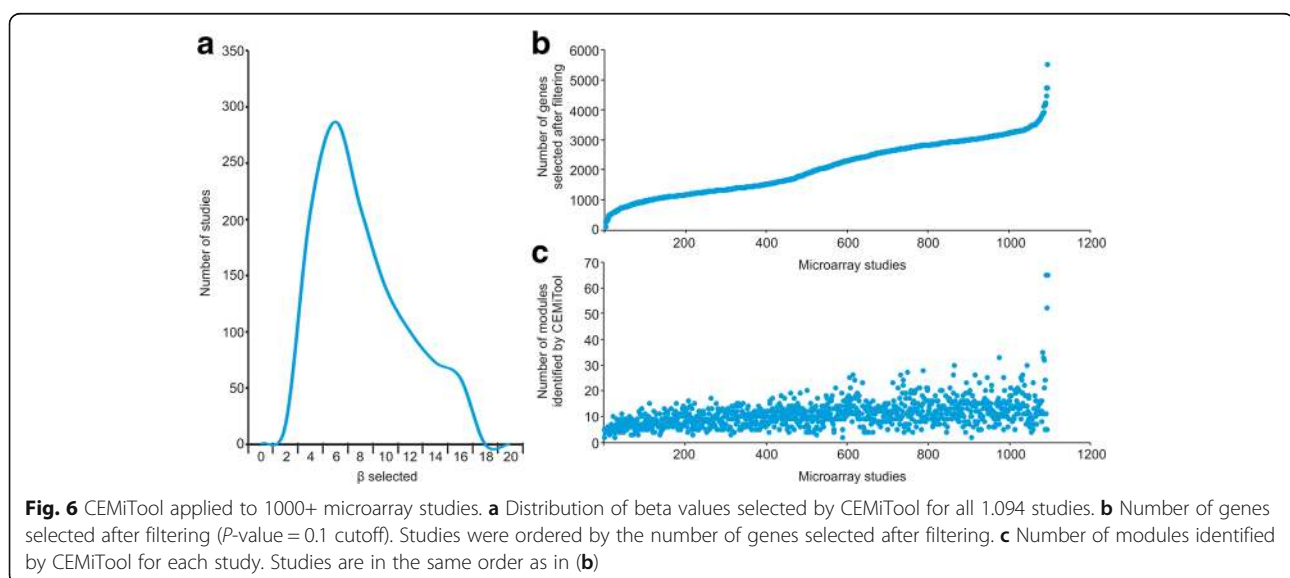 a
350
300
250
200
150
100
50
0
Number of studies
0 2 4 6 8 10 12 14 16 18 20
β selected
b
6000
5000
4000
3000
2000
1000
0
Number of genes
selected after filtering
200 400 600 800 1000 1200
Microarray studies
c
70
60
50
40
30
20
10
0
Number of modules
identified by CEMiTool
200 400 600 800 1000 1200
Microarray studies
Fig. 6 CEMiTool applied to 1000+ microarray studies. a Distribution of beta values selected by CEMiTool for all 1.094 studies. b Number of genes
selected after filtering (P-value = 0.1 cutoff). Studies were ordered by the number of genes selected after filtering. c Number of modules identified
by CEMiTool for each study. Studies are in the same order as in (b)